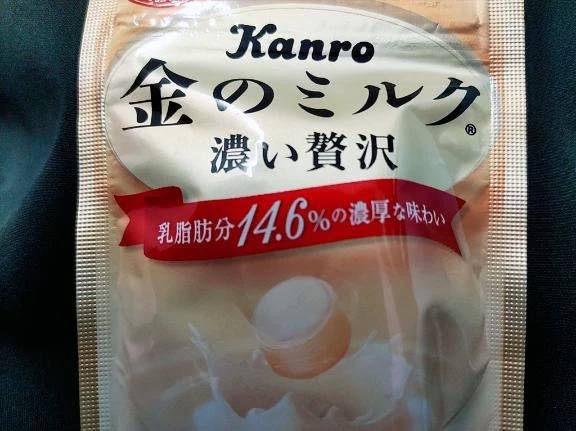 Kanro
金のミルク®
濃い贅沢
乳脂肪分14.6%の濃厚な味わい